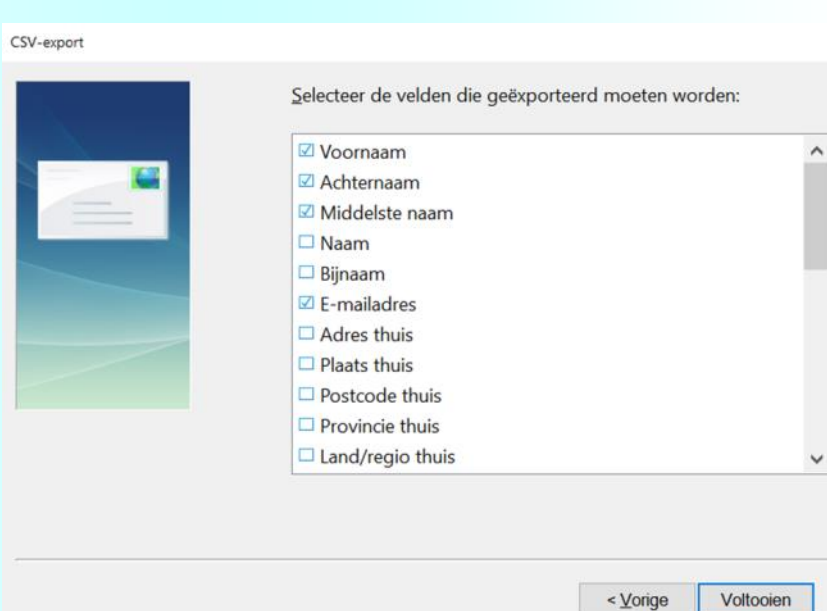 CSV-export
Selecteer de velden die geëxporteerd moeten worden:
Voornaam
Achternaam
Middelste naam
Naam
Bijnaam
E-mailadres
Adres thuis
Plaats thuis
Postcode thuis
Provincie thuis
Land/regio thuis
< Vorige
Voltooien